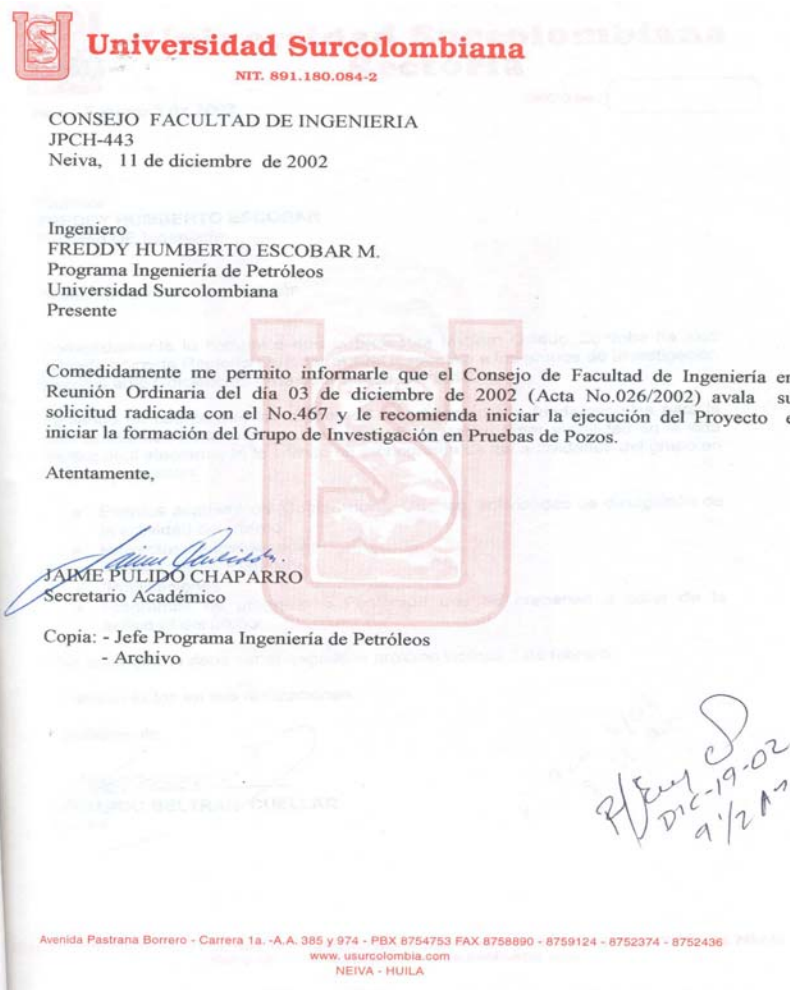 Universidad Surcolombiana
NIT. 891.180.084-2
CONSEJO FACULTAD DE INGENIERIA
JPCH-443
Neiva, 11 de diciembre de 2002
Ingeniero
FREDDY HUMBERTO ESCOBAR M.
Programa Ingeniería de Petróleos
Universidad Surcolombiana
Presente
Comedidamente me permito informarle que el Consejo de Facultad de Ingeniería en
Reunión Ordinaria del día 03 de diciembre de 2002 (Acta No.026/2002) avala su
solicitud radicada con el No.467 y le recomienda iniciar la ejecución del Proyecto e
iniciar la formación del Grupo de Investigación en Pruebas de Pozos.
Atentamente,
JAIME PULIDO CHAPARRO
Secretario Académico
Copia: - Jefe Programa Ingeniería de Petróleos
- Archivo
DIC-19-02
9 1/2 AM
Avenida Pastrana Borrero - Carrera 1a. -A.A. 385 y 974 - PBX 8754753 FAX 8758890 - 8759124 - 8752374 - 8752436
www. usurcolombia.com
NEIVA - HUILA